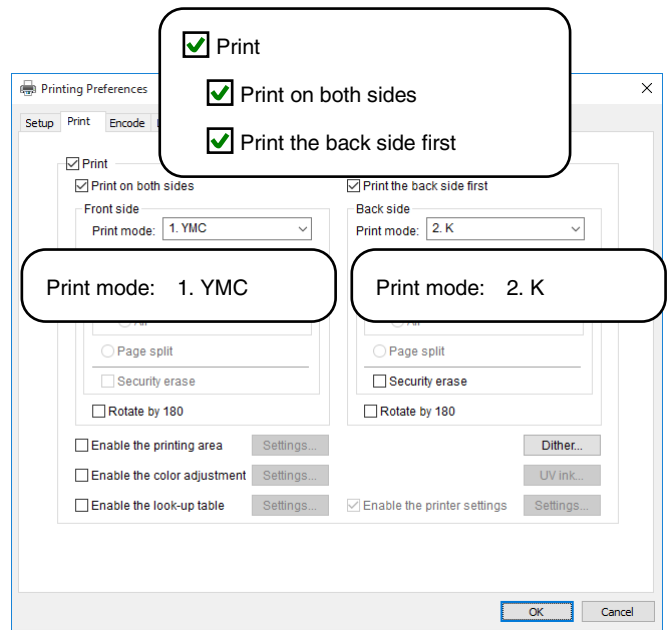 Print
Print on both sides
Print the back side first
Printing Preferences
Setup Print Encode
Print
Print on both sides Print the back side first
Front side Back side
Print mode: 1. YMC Print mode: 2. K
Print mode: 1. YMC Print mode: 2. K
Page split Page split
Security erase Security erase
Rotate by 180 Rotate by 180
Enable the printing area Settings... Dither...
Enable the color adjustment Settings... UV ink...
Enable the look-up table Settings... Enable the printer settings Settings...
OK Cancel